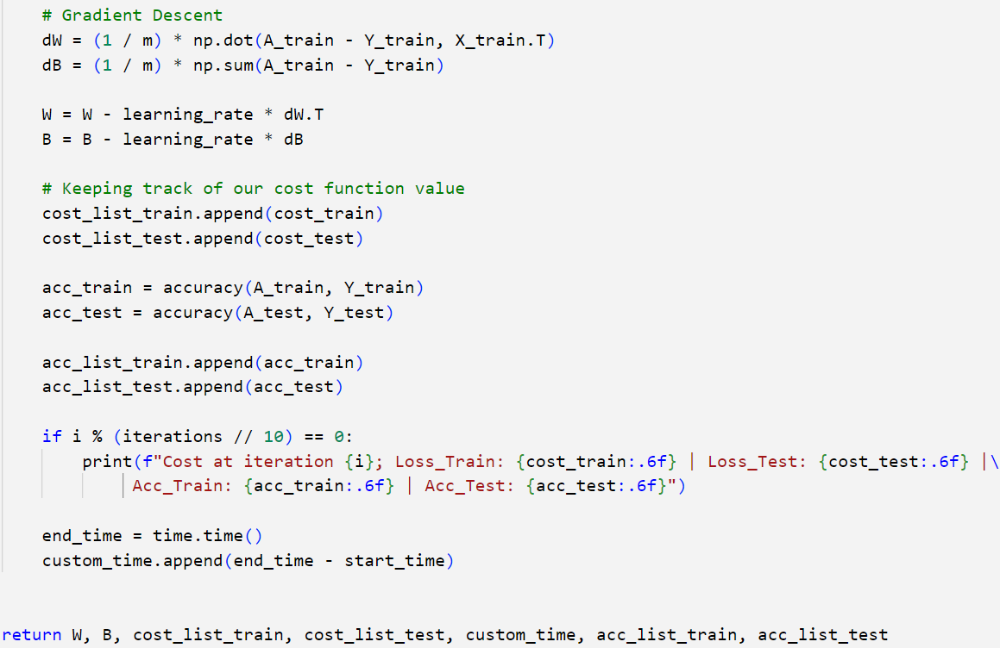 # Gradient Descent
dW = (1 / m) * np.dot(A_train - Y_train, X_train.T)
dB = (1 / m) * np.sum(A_train - Y_train)
W = W - learning_rate * dW.T
B = B - learning_rate * dB
# Keeping track of our cost function value
cost_list_train.append(cost_train)
cost_list_test.append(cost_test)
acc_train = accuracy(A_train, Y_train)
acc_test = accuracy(A_test, Y_test)
acc_list_train.append(acc_train)
acc_list_test.append(acc_test)
if i % (iterations // 10) == 0:
print(f"Cost at iteration {i}; Loss_Train: {cost_train:.6f} | Loss_Test: {cost_test:.6f} |\
Acc_Train: {acc_train:.6f} | Acc_Test: {acc_test:.6f}")
end_time = time.time()
custom_time.append(end_time - start_time)
return W, B, cost_list_train, cost_list_test, custom_time, acc_list_train, acc_list_test